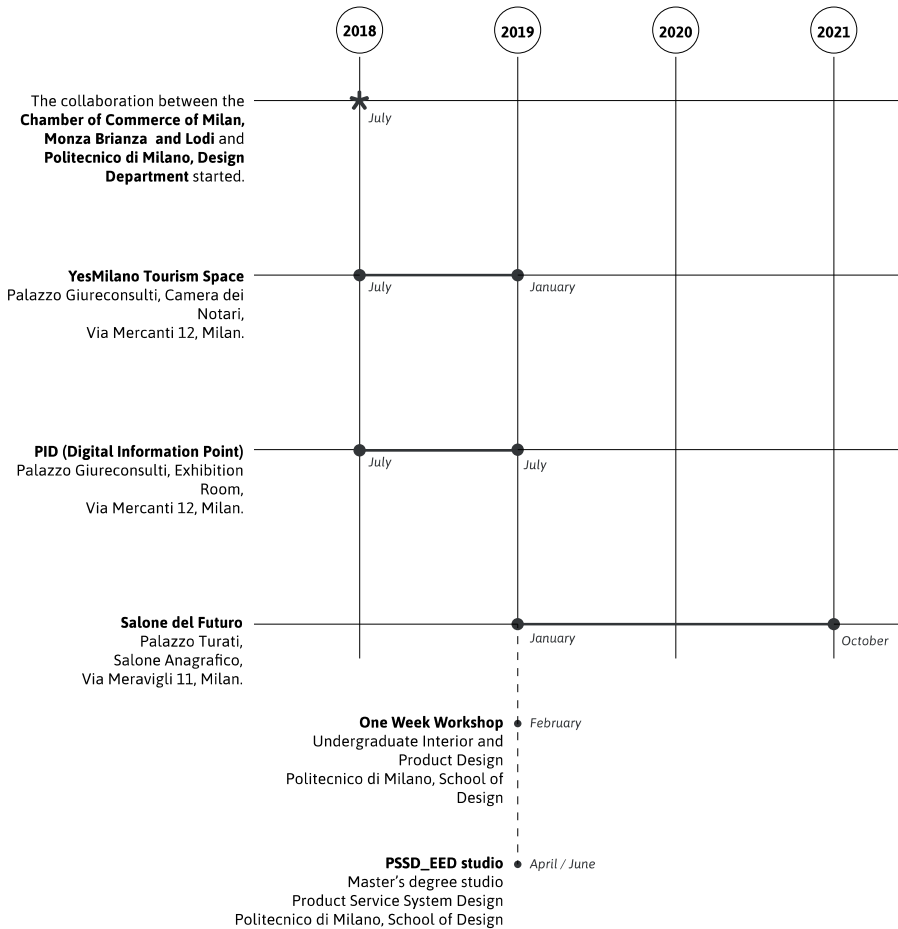 2018
2019
2020
2021
The collaboration between the
Chamber of Commerce of Milan,
Monza Brianza and Lodi and
Politecnico di Milano, Design
Department started.
July
YesMilano Tourism Space
Palazzo Giureconsulti, Camera dei
Notari,
Via Mercanti 12, Milan.
July
January
PID (Digital Information Point)
Palazzo Giureconsulti, Exhibition
Room,
Via Mercanti 12, Milan.
July
July
Salone del Futuro
Palazzo Turati,
Salone Anagrafico,
Via Meravigli 11, Milan.
January
October
One Week Workshop
Undergraduate Interior and
Product Design
Politecnico di Milano, School of
Design
February
PSSD_EED studio
Master's degree studio
Product Service System Design
Politecnico di Milano, School of Design
April / June